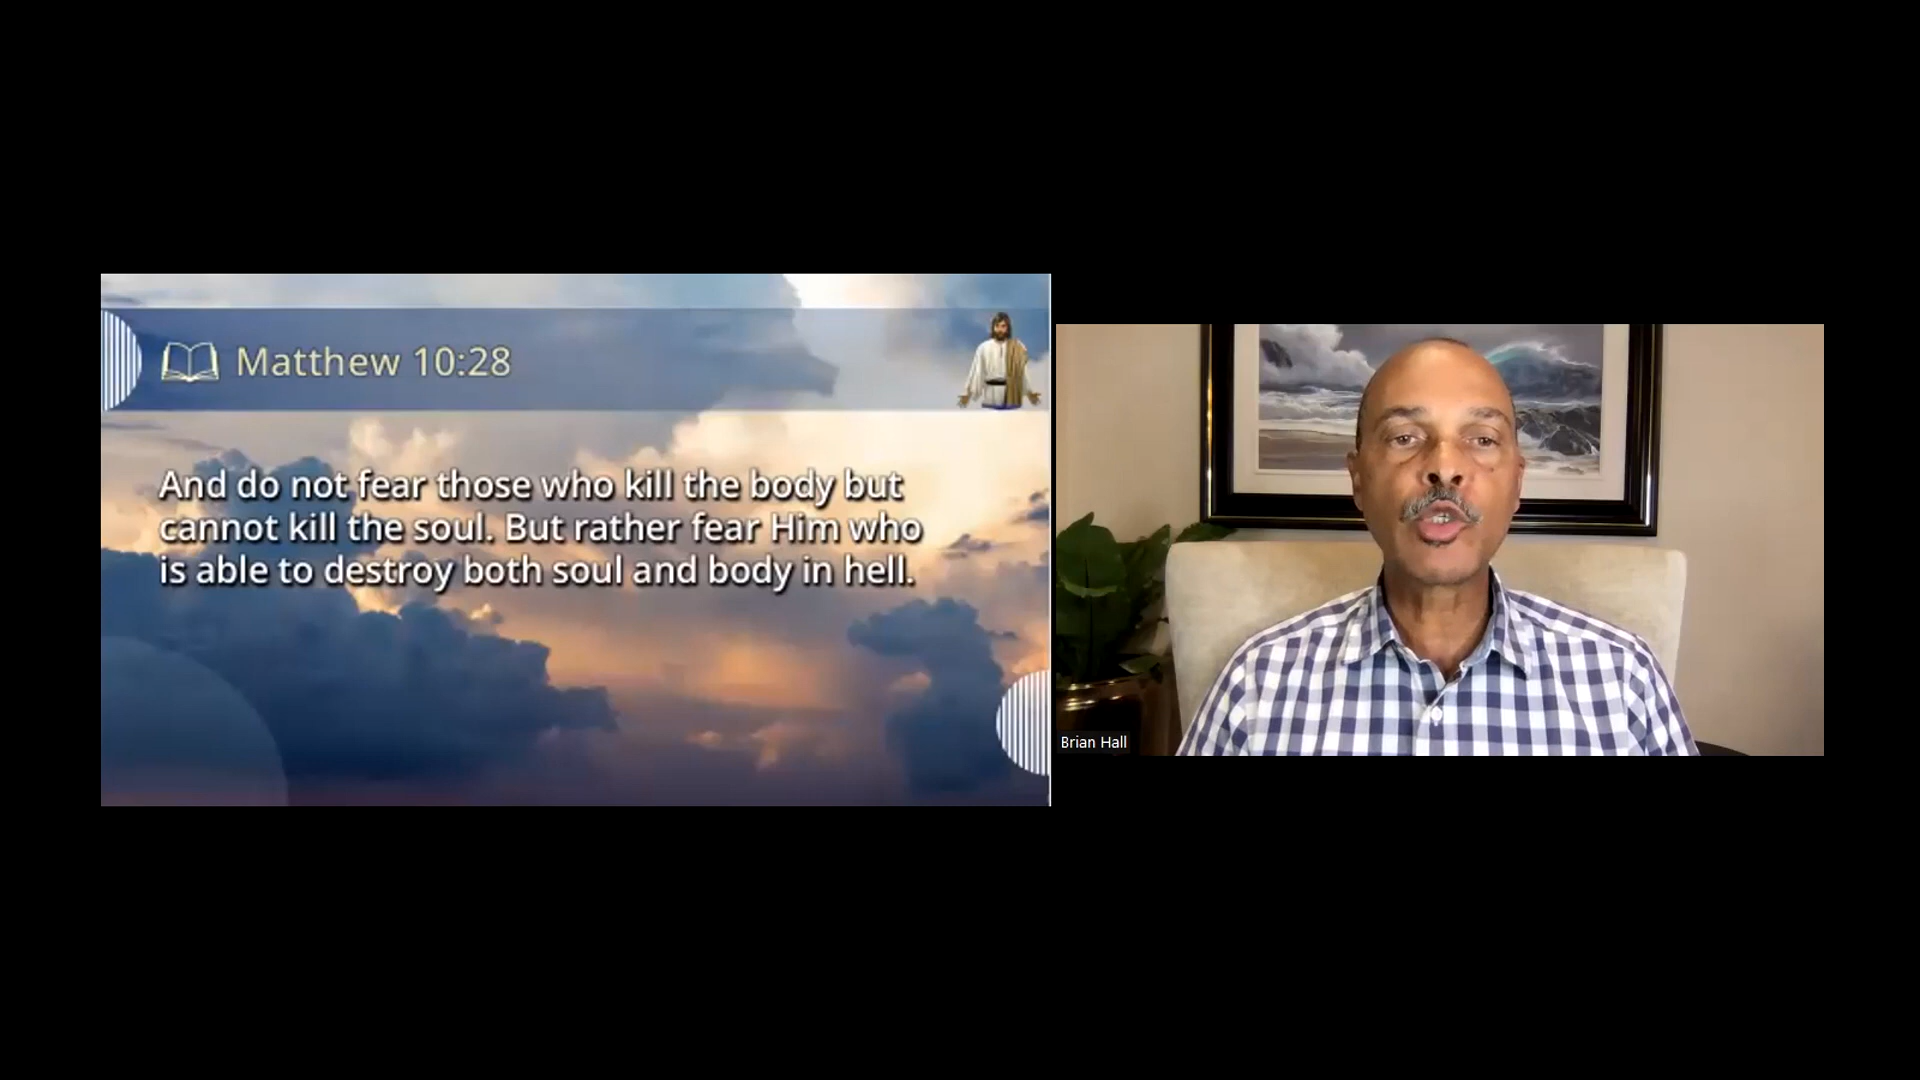 Matthew 10:28
And do not fear those who kill the body but
cannot kill the soul. But rather fear Him who
is able to destroy both soul and body in hell.
Brian Hall